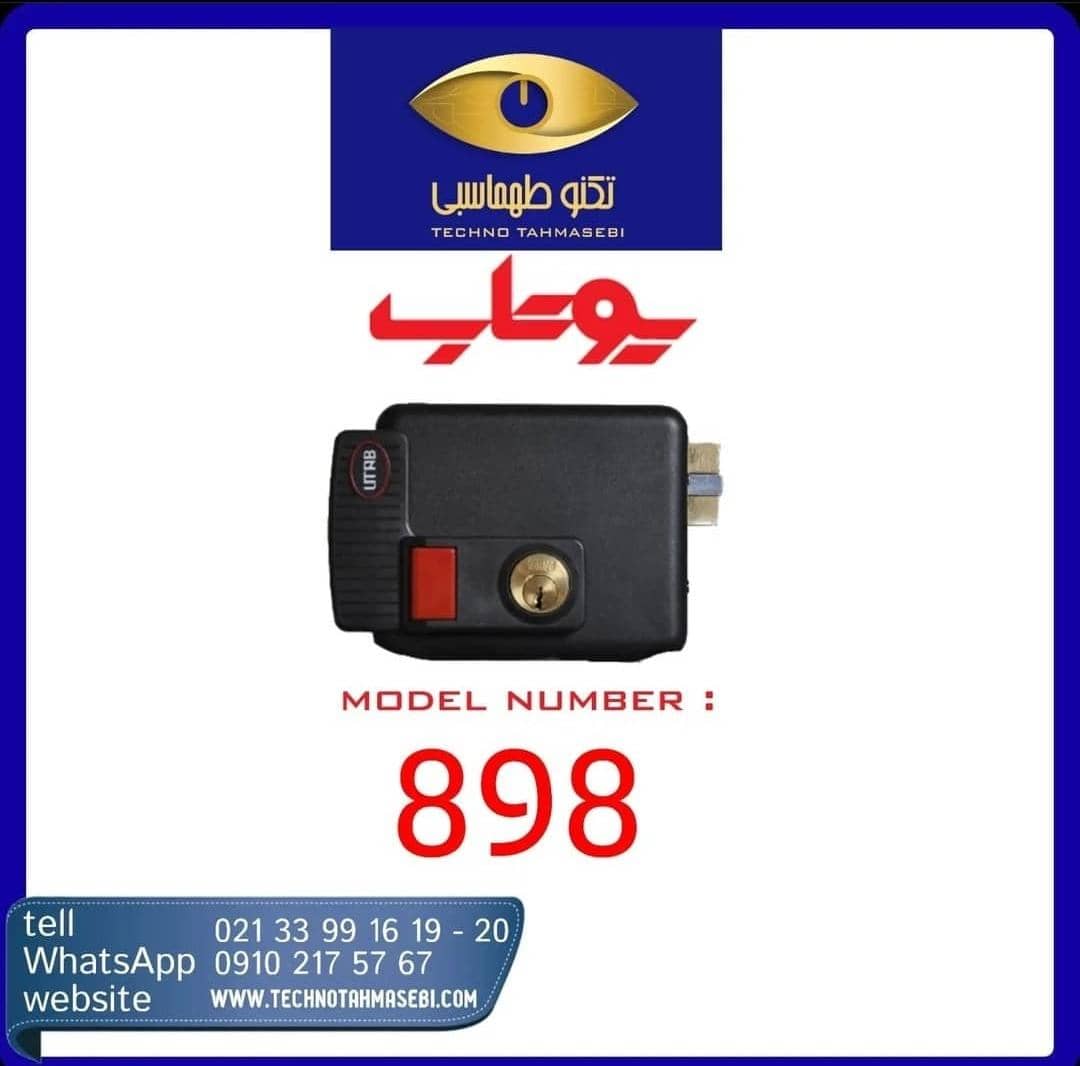 تکنو طهماسبی
TECHNO TAHMASEBI
یوتاب
UTAB
MODEL NUMBER :
898
tell 021 33 99 16 19 - 20
WhatsApp 0910 217 57 67
website WWW.TECHNOTAHMASEBI.COM